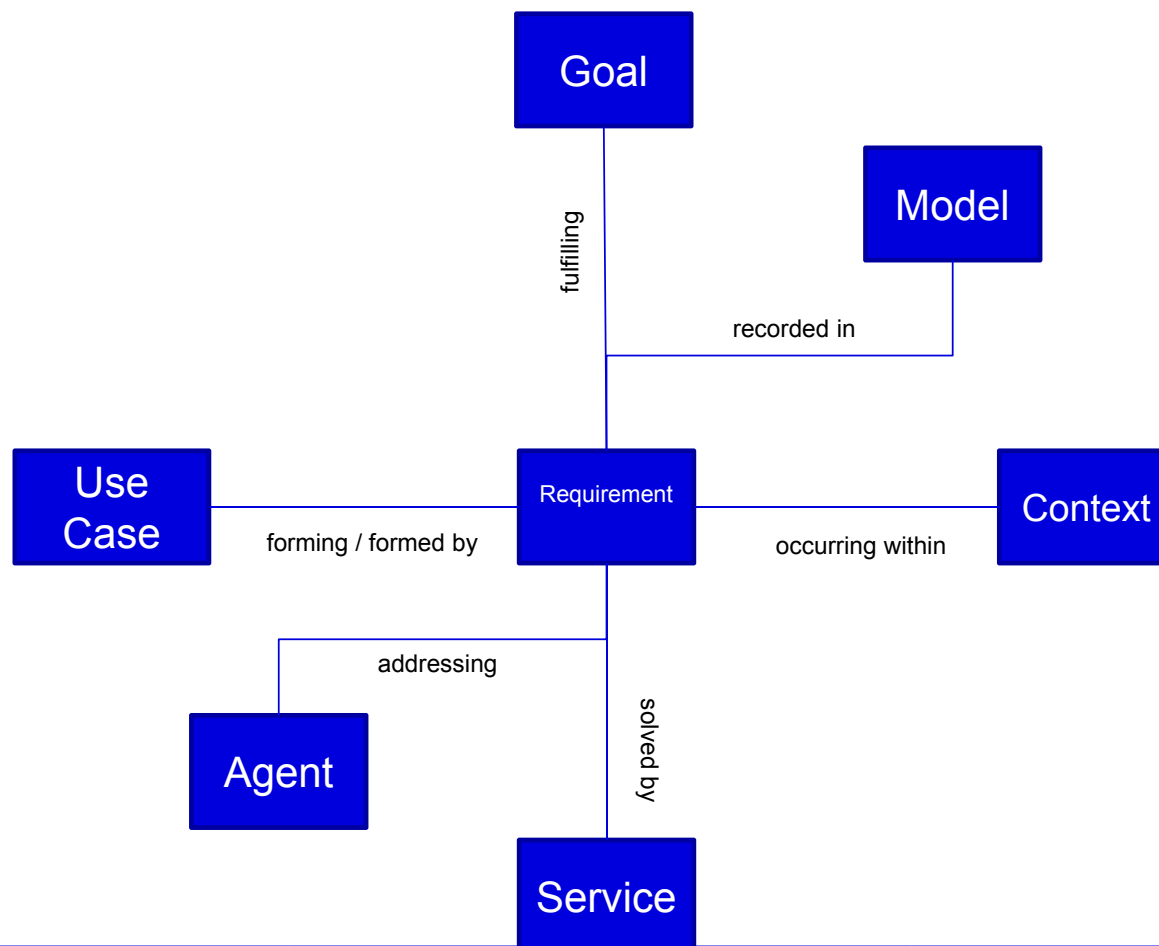 Goal
Model
fulfilling
recorded in
Use
Case
Requirement
Context
forming / formed by
occurring within
addressing
solved by
Agent
Service